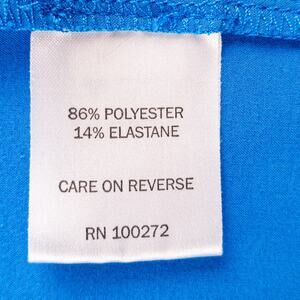 86% POLYESTER
14% ELASTANE
CARE ON REVERSE
RN 100272